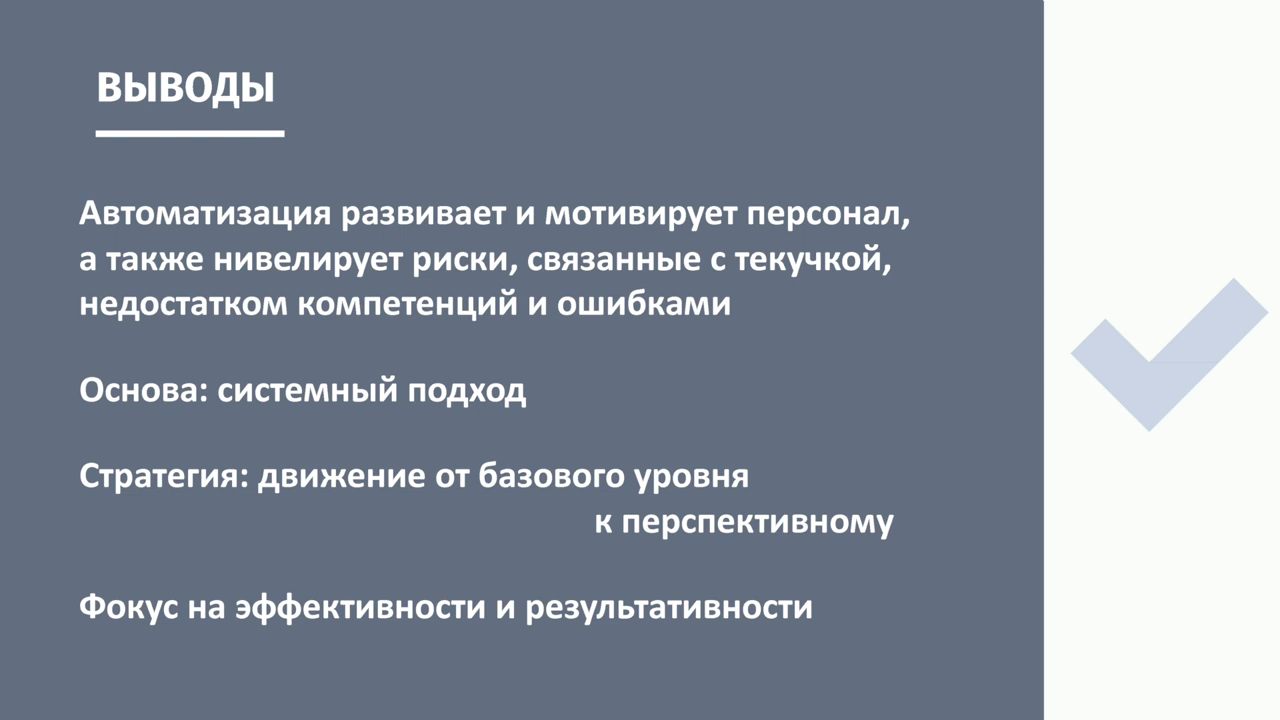 ВЫВОДЫ
Автоматизация развивает и мотивирует персонал,
а также нивелирует риски, связанные с текучкой,
недостатком компетенций и ошибками
Основа: системный подход
Стратегия: движение от базового уровня
к перспективному
Фокус на эффективности и результативности